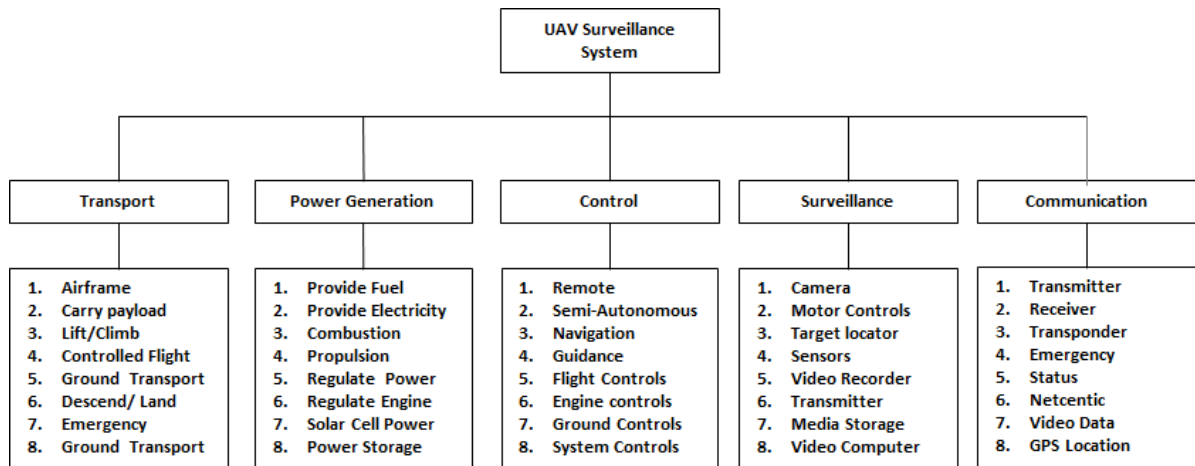 UAV Surveillance
System
Transport
Power Generation
Control
Surveillance
Communication
1. Airframe
2. Carry payload
3. Lift/Climb
4. Controlled Flight
5. Ground Transport
6. Descend/ Land
7. Emergency
8. Ground Transport
1. Provide Fuel
2. Provide Electricity
3. Combustion
4. Propulsion
5. Regulate Power
6. Regulate Engine
7. Solar Cell Power
8. Power Storage
1. Remote
2. Semi-Autonomous
3. Navigation
4. Guidance
5. Flight Controls
6. Engine controls
7. Ground Controls
8. System Controls
1. Camera
2. Motor Controls
3. Target locator
4. Sensors
5. Video Recorder
6. Transmitter
7. Media Storage
8. Video Computer
1. Transmitter
2. Receiver
3. Transponder
4. Emergency
5. Status
6. Netcentic
7. Video Data
8. GPS Location